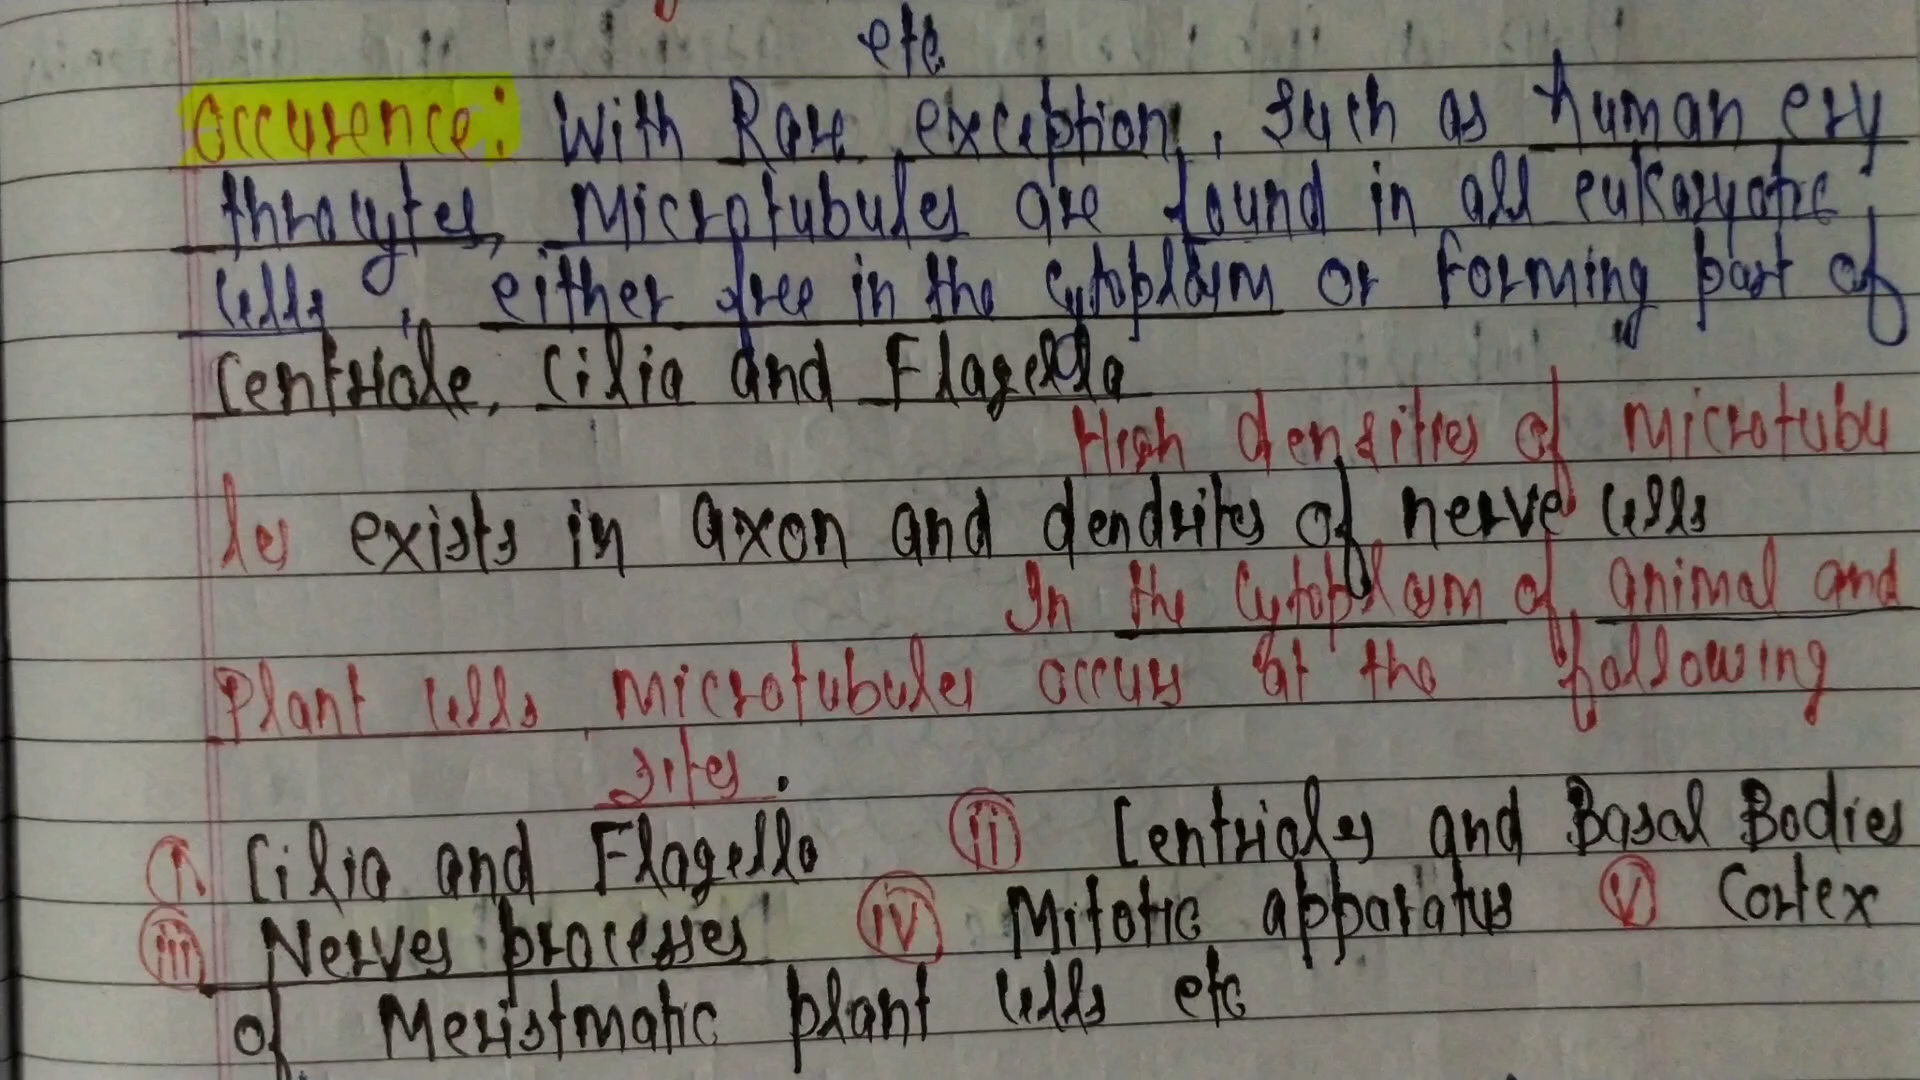 etc
Occurence: With Rare exception, such as human ery
throcytes, Microtubules are found in all eukaryotic
cells, either free in the cytoplasm or Forming part of
Centriole, Cilia and Flagella
High densities of microtubu
les exists in axon and dendrites of nerve cells
In the cytoplasm of animal and
Plant cells microtubules occurs at the following
sites.
(i) Cilia and Flagella (ii) Centrioles and Basal Bodies
(iii) Nerves processes (iv) Mitotic apparatus (v) Cortex
of Meristmatic plant cells etc